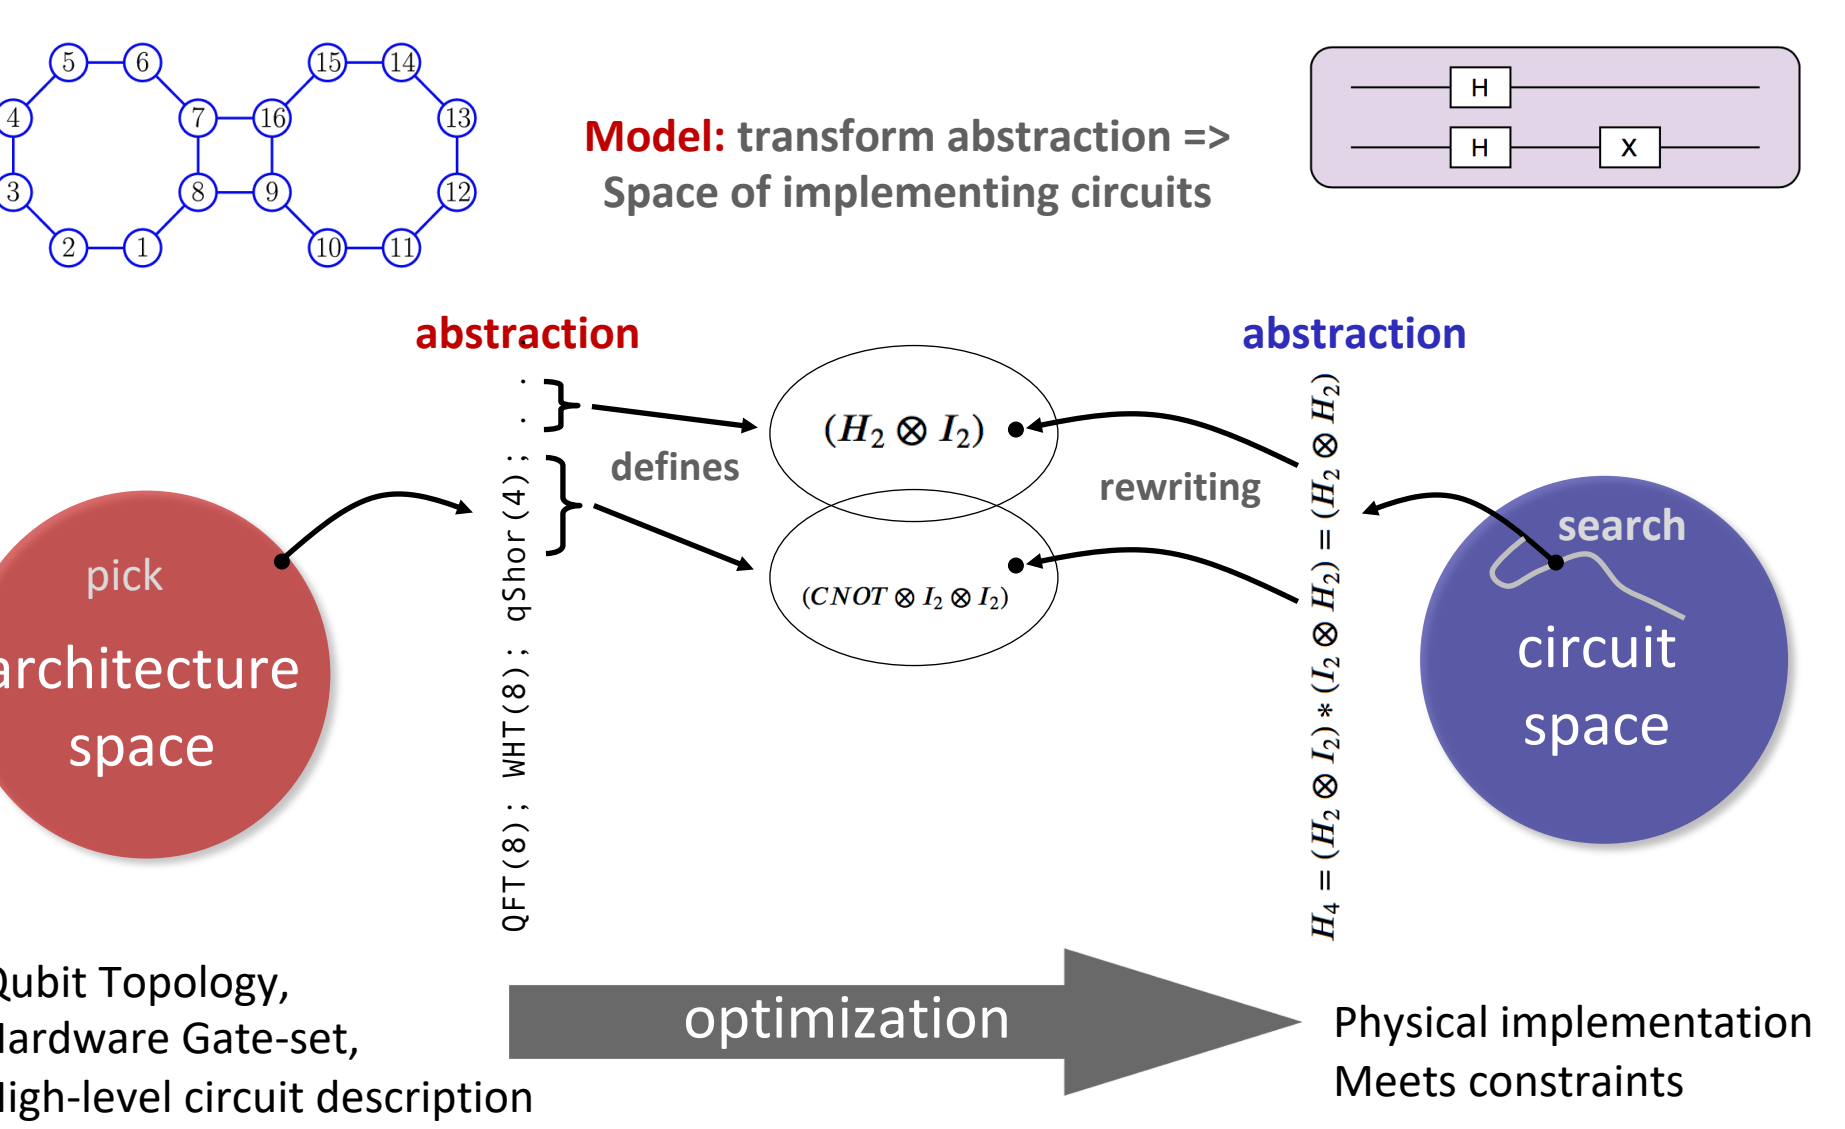 5 6 15 14
4 7 16 13
3 8 9 12
2 1 10 11
Model: transform abstraction =>
Space of implementing circuits
H
H X
abstraction
abstraction
defines
rewriting
(H₂ ⊗ I₂)
(CNOT ⊗ I₂ ⊗ I₂)
QFT(8); WHT(8); qShor(4); . . .
H₄ = (H₂ ⊗ I₂) * (I₂ ⊗ H₂) = (H₂ ⊗ H₂)
pick
architecture
space
search
circuit
space
Qubit Topology,
Hardware Gate-set,
High-level circuit description
optimization
Physical implementation
Meets constraints